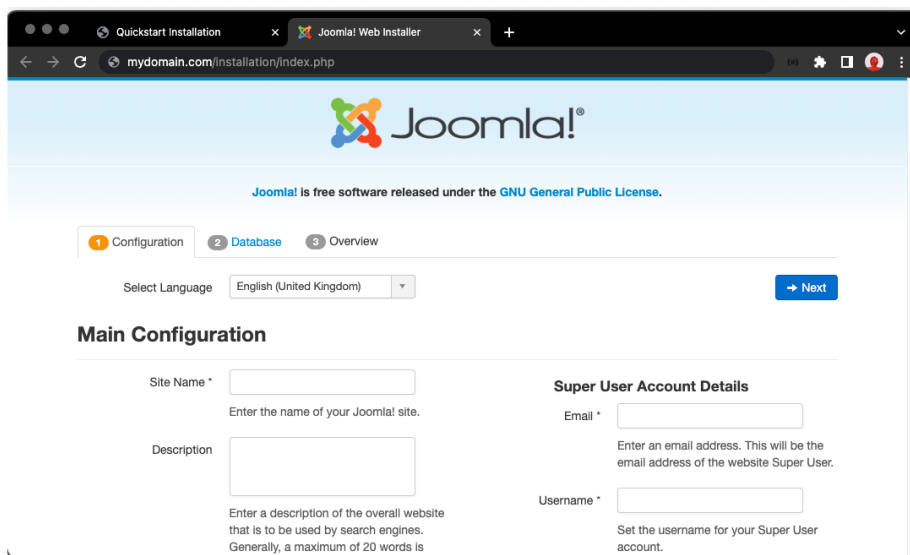 Quickstart Installation
Joomla! Web Installer
mydomain.com/installation/index.php
Joomla!®
Joomla! is free software released under the GNU General Public License.
1 Configuration
2 Database
3 Overview
Select Language
English (United Kingdom)
→ Next
Main Configuration
Site Name *
Enter the name of your Joomla! site.
Description
Enter a description of the overall website
that is to be used by search engines.
Generally, a maximum of 20 words is
Super User Account Details
Email *
Enter an email address. This will be the
email address of the website Super User.
Username *
Set the username for your Super User
account.